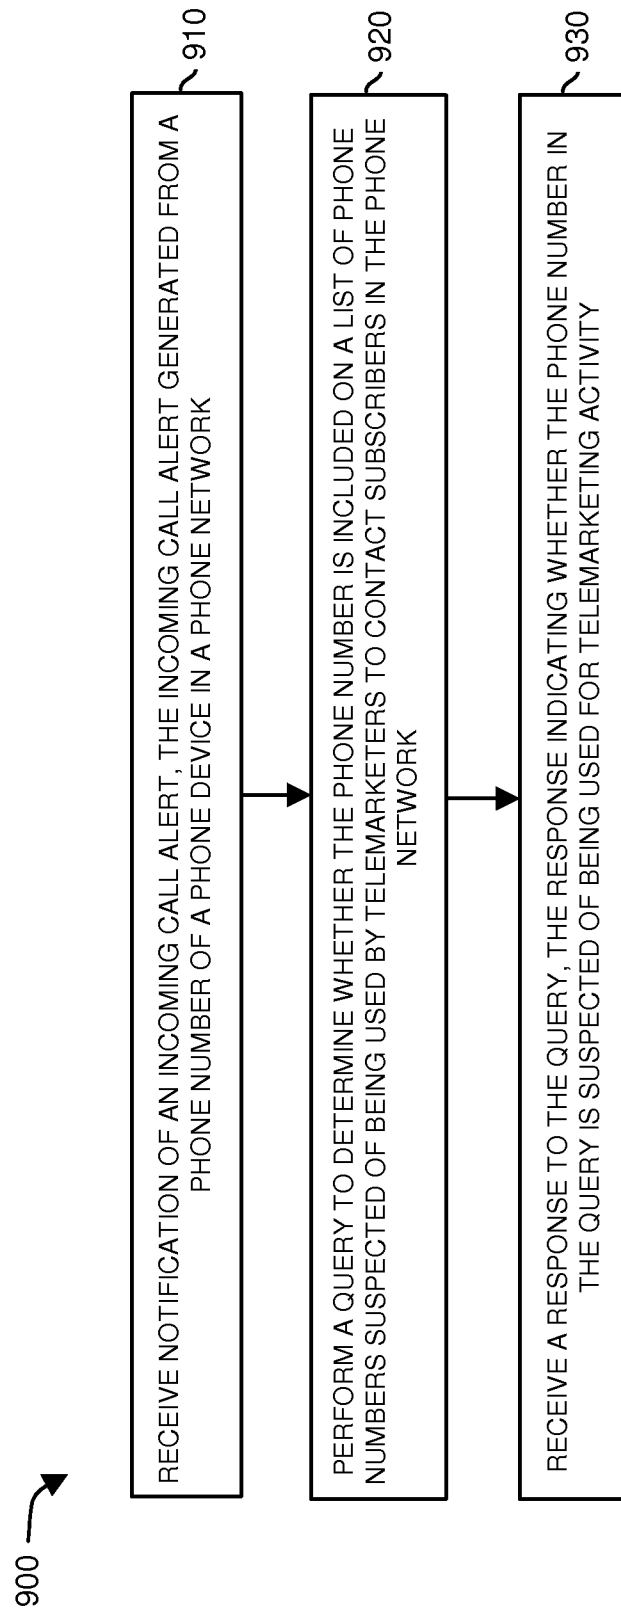 900
RECEIVE NOTIFICATION OF AN INCOMING CALL ALERT, THE INCOMING CALL ALERT GENERATED FROM A
PHONE NUMBER OF A PHONE DEVICE IN A PHONE NETWORK
910
PERFORM A QUERY TO DETERMINE WHETHER THE PHONE NUMBER IS INCLUDED ON A LIST OF PHONE
NUMBERS SUSPECTED OF BEING USED BY TELEMARKETERS TO CONTACT SUBSCRIBERS IN THE PHONE
NETWORK
920
RECEIVE A RESPONSE TO THE QUERY, THE RESPONSE INDICATING WHETHER THE PHONE NUMBER IN
THE QUERY IS SUSPECTED OF BEING USED FOR TELEMARKETING ACTIVITY
930